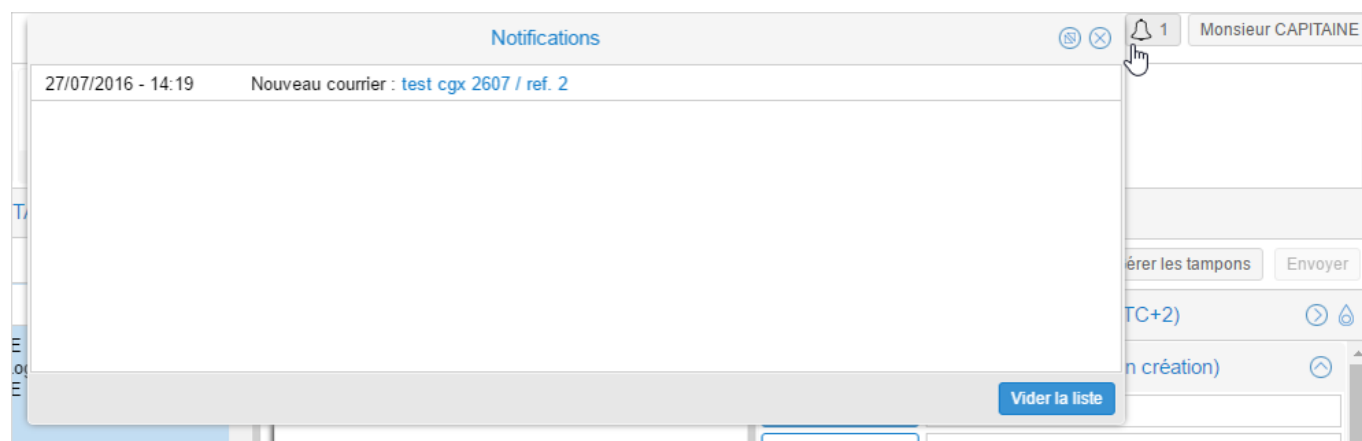 Notifications
1
Monsieur CAPITAINE
27/07/2016 - 14:19 Nouveau courrier : test cgx 2607 / ref. 2
érer les tampons
Envoyer
TC+2)
n création)
Vider la liste